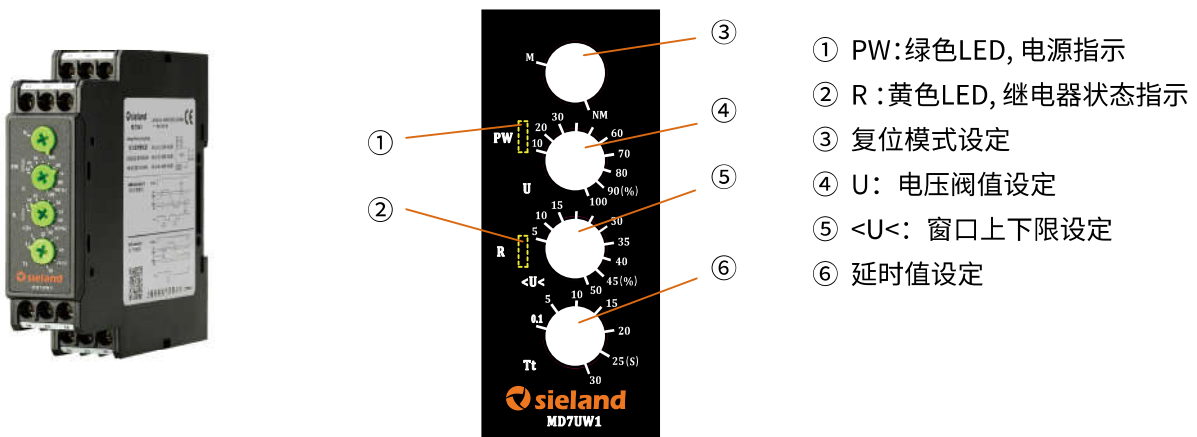 sieland
CE
sieland
M
NM
PW
10
20
30
60
70
80
90(%)
100
U
R
5
10
15
30
35
40
45(%)
50
<U<
0.1
5
10
15
20
25(S)
30
Tt
sieland
MD7UW1
①
②
③
④
⑤
⑥
① PW:绿色LED, 电源指示
② R :黄色LED, 继电器状态指示
③ 复位模式设定
④ U: 电压阀值设定
⑤ <U<: 窗口上下限设定
⑥ 延时值设定